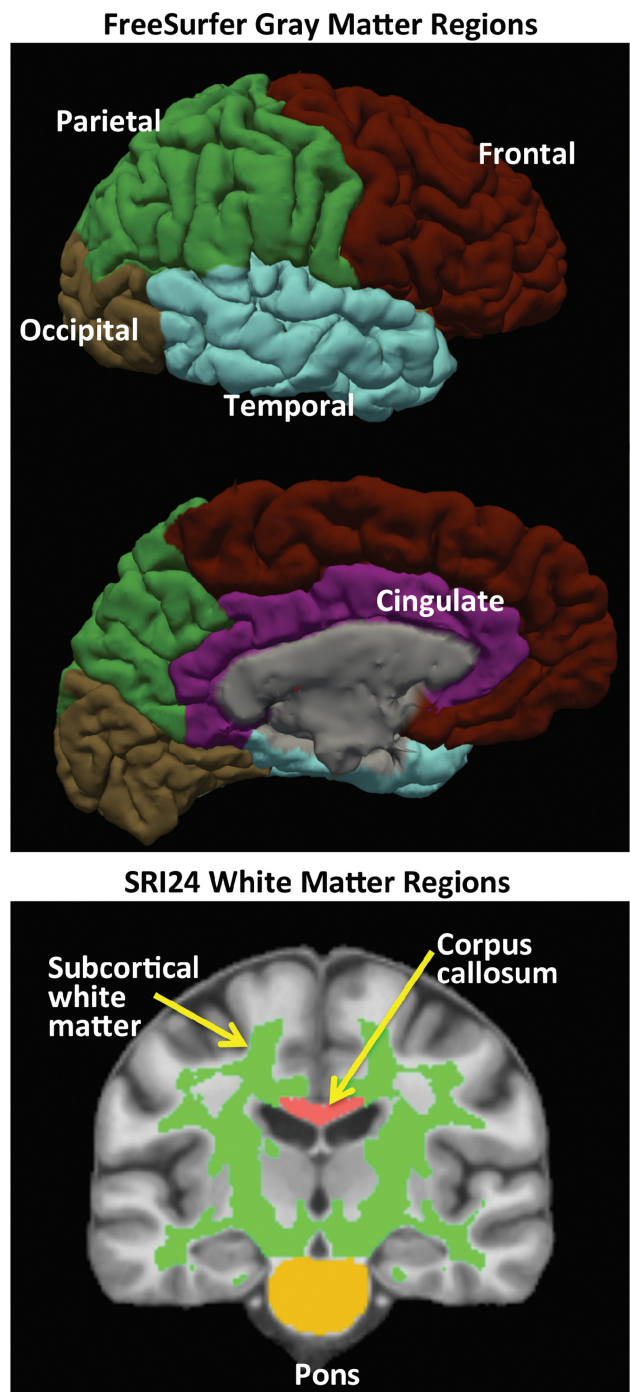 FreeSurfer Gray Matter Regions
Parietal
Frontal
Occipital
Temporal
Cingulate
SRI24 White Matter Regions
Corpus
callosum
Subcortical
white
matter
Pons